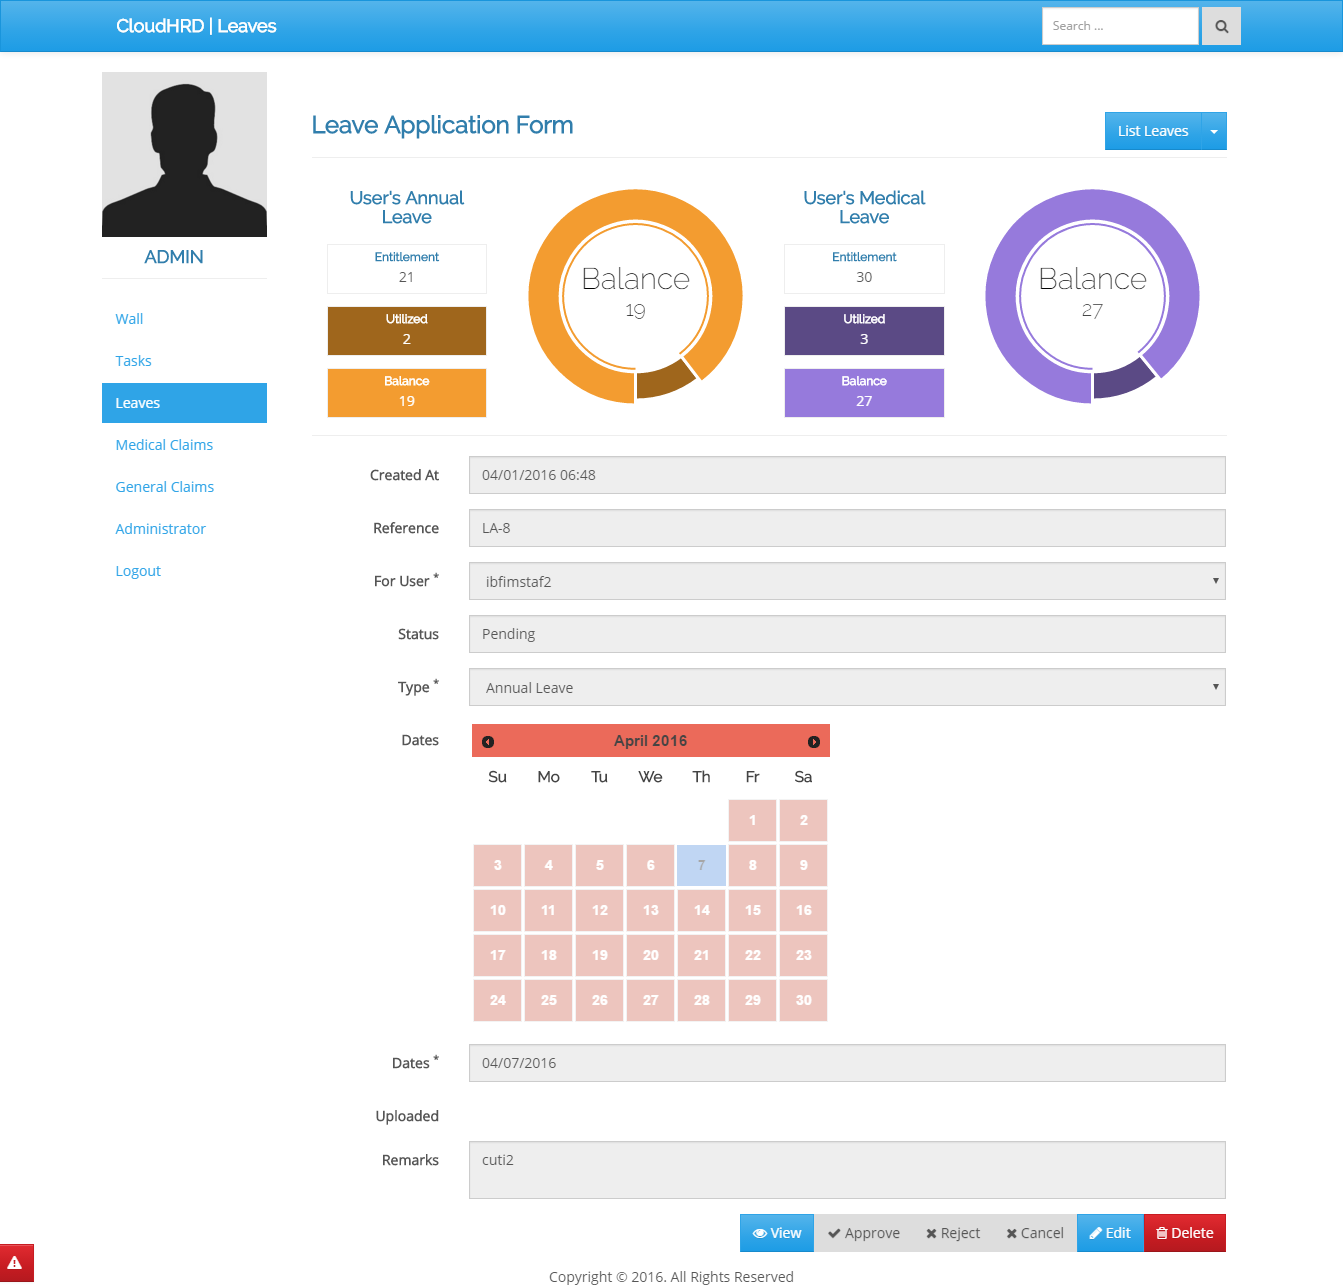 CloudHRD | Leaves
Search ...
ADMIN
Wall
Tasks
Leaves
Medical Claims
General Claims
Administrator
Logout
Leave Application Form
List Leaves
User's Annual
Leave
Entitlement
21
Utilized
2
Balance
19
Balance
19
User's Medical
Leave
Entitlement
30
Utilized
3
Balance
27
Balance
27
Created At
04/01/2016 06:48
Reference
LA-8
For User *
ibfimstaf2
Status
Pending
Type *
Annual Leave
Dates
April 2016
Su Mo Tu We Th Fr Sa
1 2
3 4 5 6 7 8 9
10 11 12 13 14 15 16
17 18 19 20 21 22 23
24 25 26 27 28 29 30
Dates *
04/07/2016
Uploaded
Remarks
cuti2
View Approve Reject Cancel Edit Delete
Copyright © 2016. All Rights Reserved